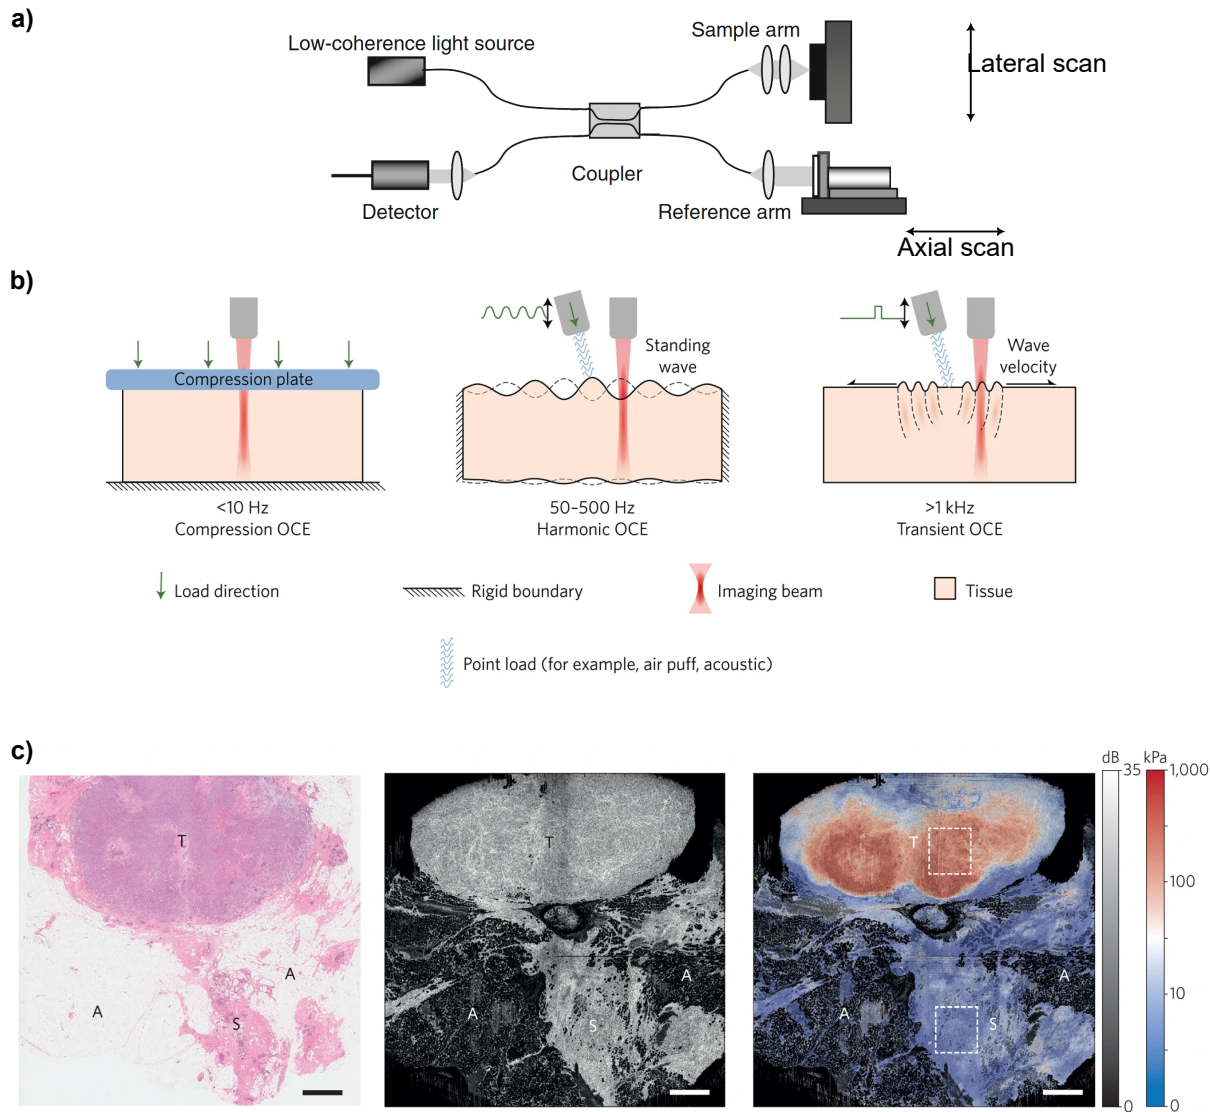 a)
Low-coherence light source
Sample arm
Lateral scan
Coupler
Detector
Reference arm
Axial scan
b)
Compression plate
Standing
wave
Wave
velocity
<10 Hz
Compression OCE
50–500 Hz
Harmonic OCE
>1 kHz
Transient OCE
Load direction
Rigid boundary
Imaging beam
Tissue
Point load (for example, air puff, acoustic)
c)
T
A
A
S
T
A
A
S
T
A
A
S
dB
kPa
35
1,000
100
10
0
0